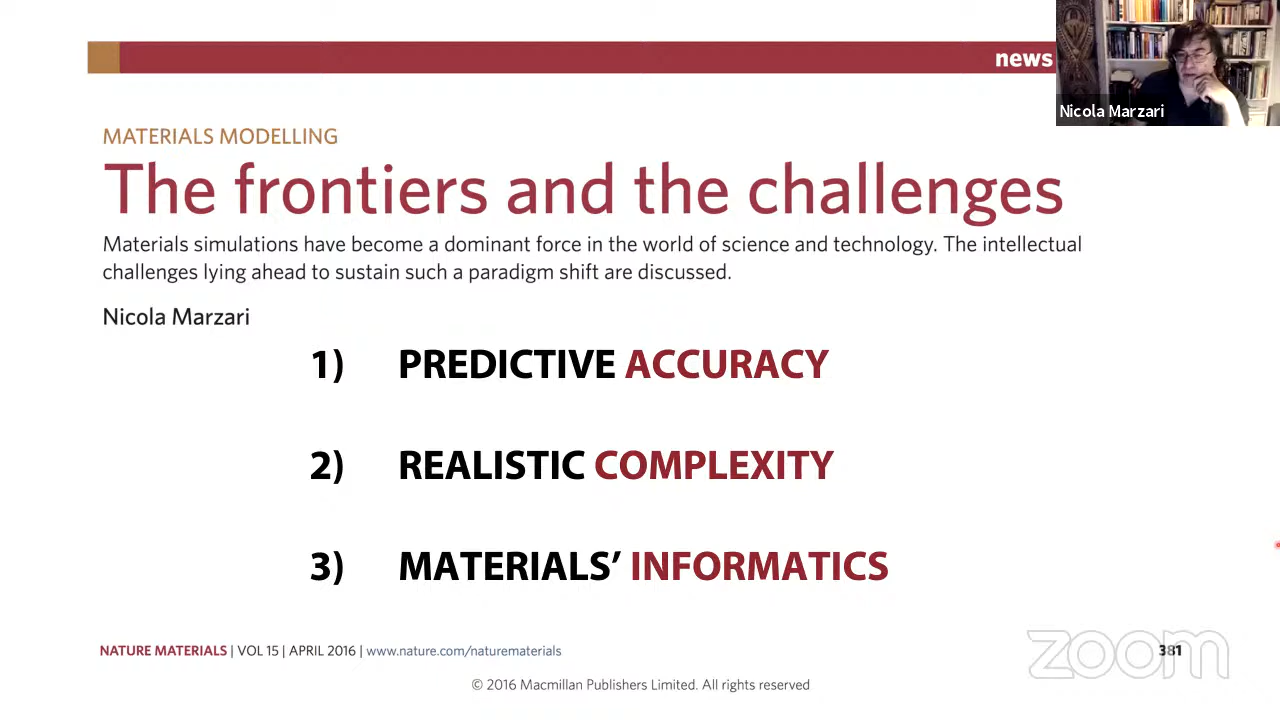 news
Nicola Marzari
MATERIALS MODELLING
The frontiers and the challenges
Materials simulations have become a dominant force in the world of science and technology. The intellectual
challenges lying ahead to sustain such a paradigm shift are discussed.
Nicola Marzari
1) PREDICTIVE ACCURACY
2) REALISTIC COMPLEXITY
3) MATERIALS’ INFORMATICS
NATURE MATERIALS | VOL 15 | APRIL 2016 | www.nature.com/naturematerials
381
zoom
© 2016 Macmillan Publishers Limited. All rights reserved